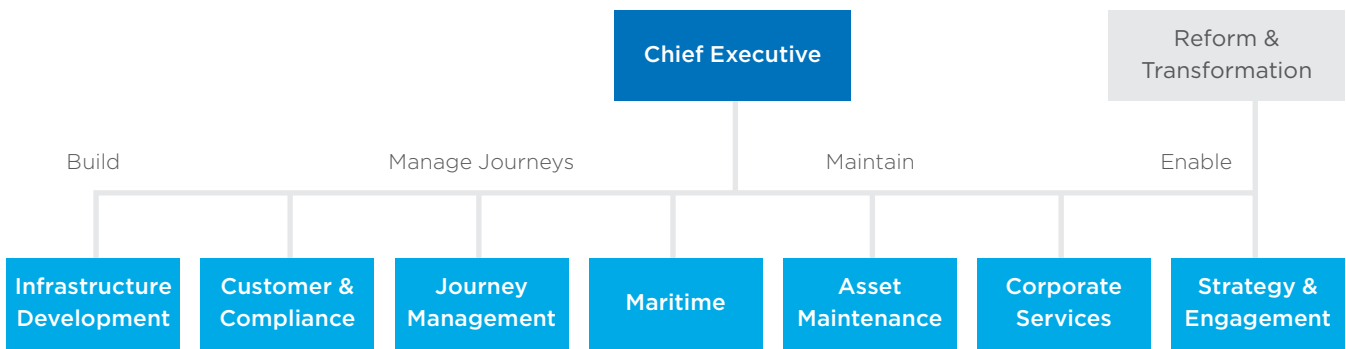 Chief Executive
Reform &
Transformation
Build
Manage Journeys
Maintain
Enable
Infrastructure
Development
Customer &
Compliance
Journey
Management
Maritime
Asset
Maintenance
Corporate
Services
Strategy &
Engagement